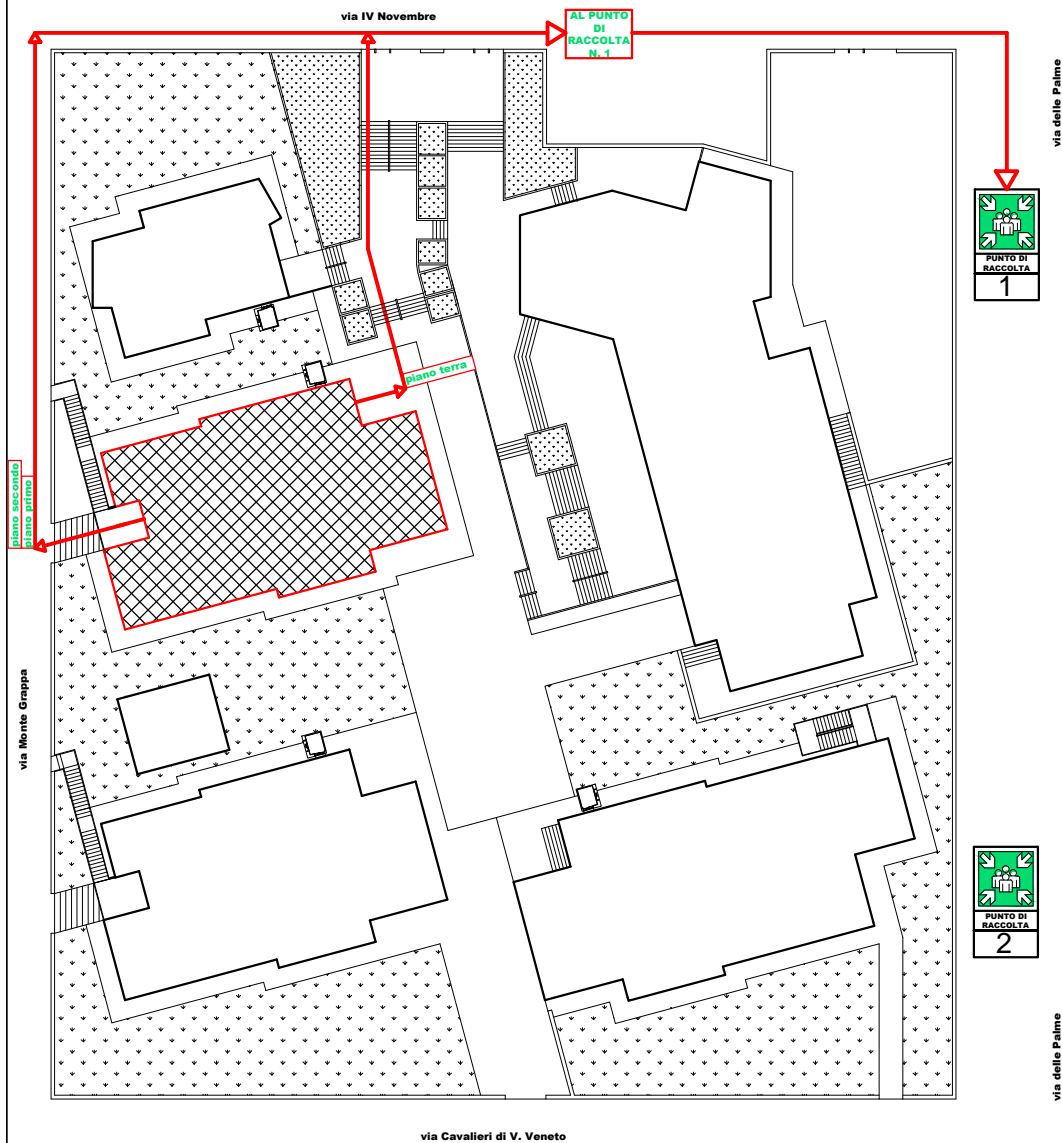 via IV Novembre
AL PUNTO
DI
RACCOLTA
N. 1
via delle Palme
PUNTO DI
RACCOLTA
1
piano terra
piano secondo
piano primo
via Monte Grappa
PUNTO DI
RACCOLTA
2
via delle Palme
via Cavalieri di V. Veneto